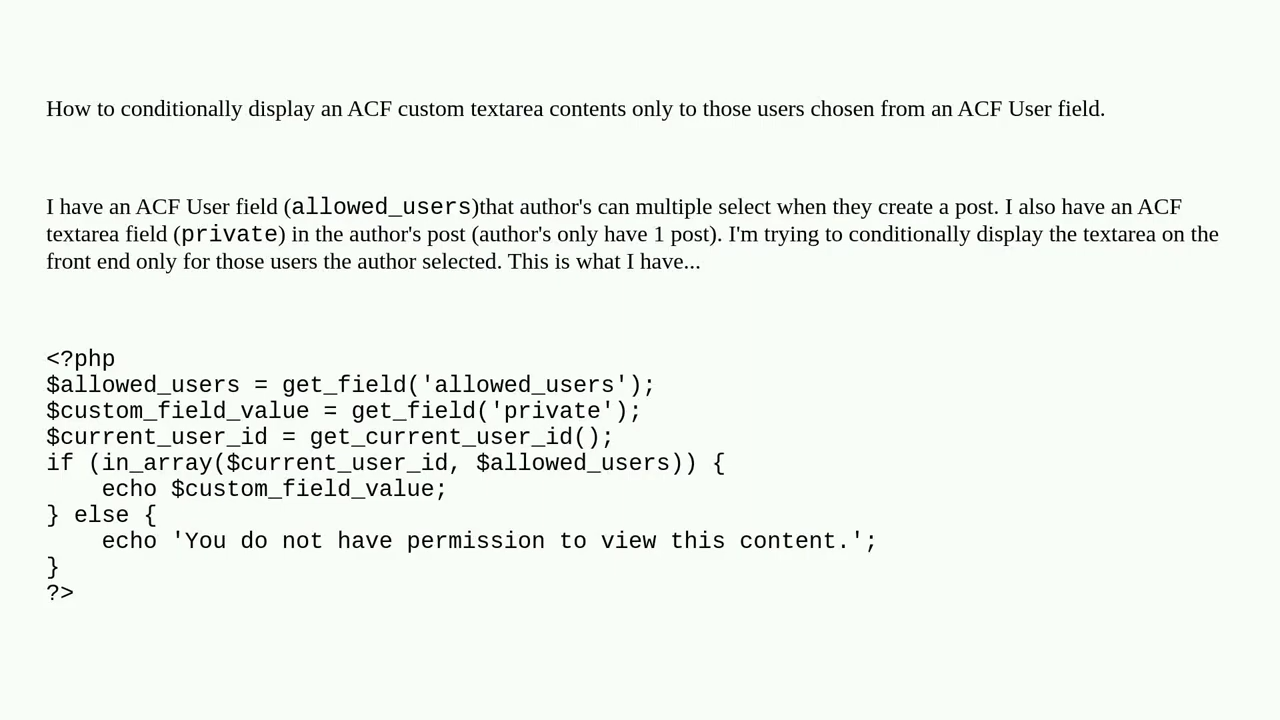 How to conditionally display an ACF custom textarea contents only to those users chosen from an ACF User field.
I have an ACF User field (allowed_users)that author's can multiple select when they create a post. I also have an ACF
textarea field (private) in the author's post (author's only have 1 post). I'm trying to conditionally display the textarea on the
front end only for those users the author selected. This is what I have...
<?php
$allowed_users = get_field('allowed_users');
$custom_field_value = get_field('private');
$current_user_id = get_current_user_id();
if (in_array($current_user_id, $allowed_users)) {
    echo $custom_field_value;
} else {
    echo 'You do not have permission to view this content.';
}
?>